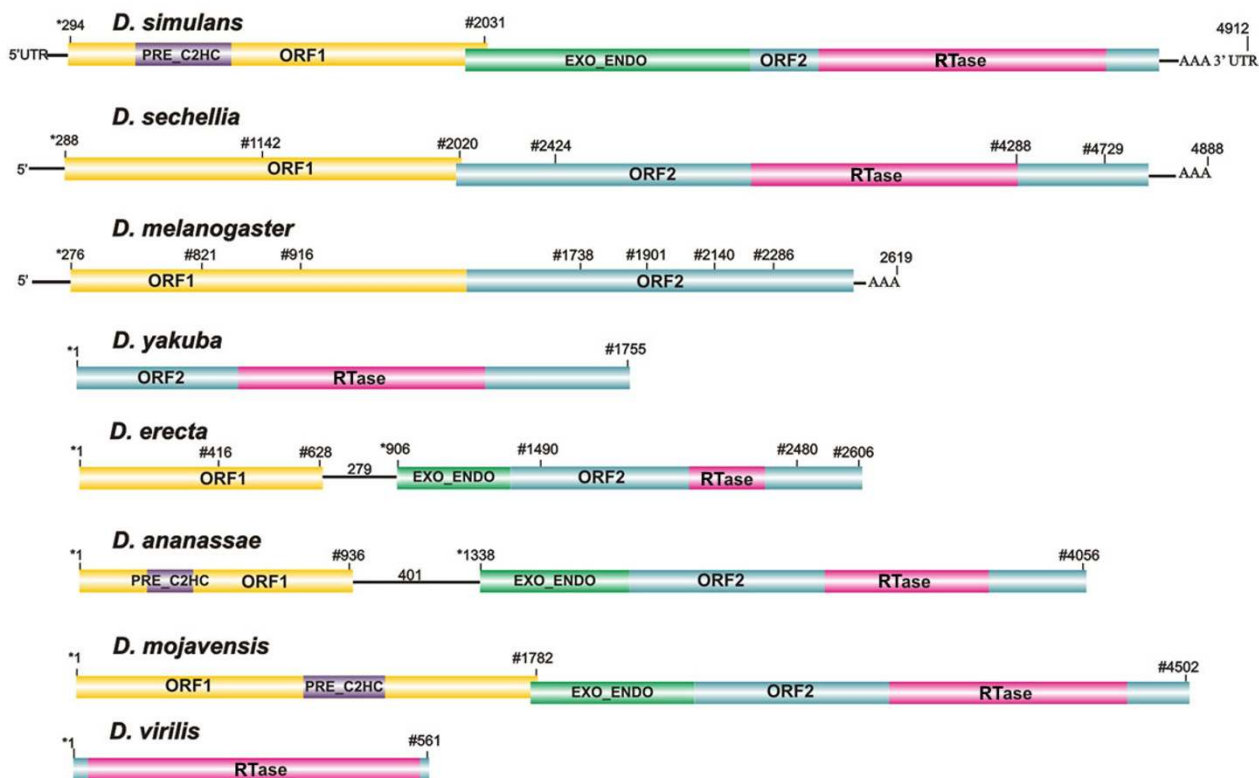 D. simulans
*294 #2031 4912
5'UTR PRE_C2HC ORF1 EXO_ENDO ORF2 RTase AAA 3' UTR
D. sechellia
*288 #1142 #2020 #2424 #4288 #4729 4888
5' ORF1 ORF2 RTase AAA
D. melanogaster
*276 #821 #916 #1738 #1901 #2140 #2286 2619
5' ORF1 ORF2 AAA
D. yakuba
*1 #1755
ORF2 RTase
D. erecta
*1 #416 #628 *906 #1490 #2480 #2606
ORF1 279 EXO_ENDO ORF2 RTase
D. ananassae
*1 #936 *1338 #4056
PRE_C2HC ORF1 401 EXO_ENDO ORF2 RTase
D. mojavensis
*1 #1782 #4502
ORF1 PRE_C2HC EXO_ENDO ORF2 RTase
D. virilis
*1 #561
RTase